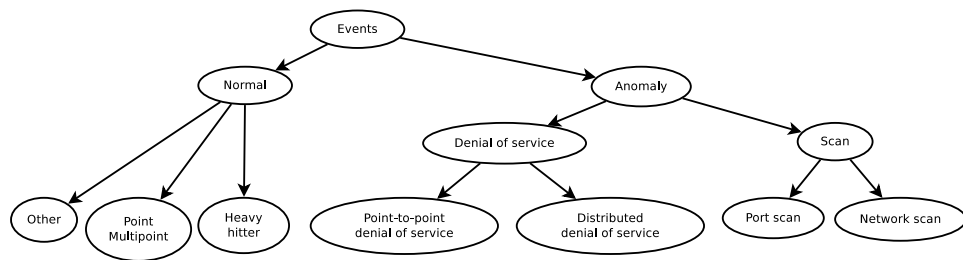 Events
Normal
Anomaly
Denial of service
Scan
Other
Point
Multipoint
Heavy
hitter
Point-to-point
denial of service
Distributed
denial of service
Port scan
Network scan